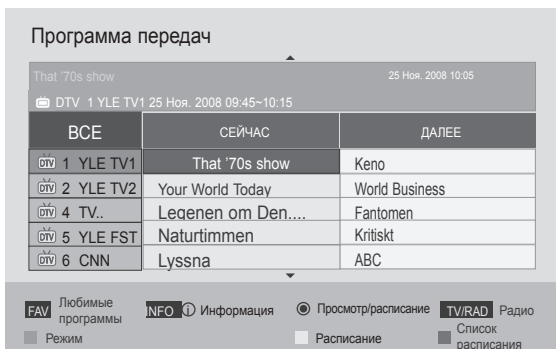 Программа передач
That '70s show 25 Ноя. 2008 10:05
DTV 1 YLE TV1 25 Ноя. 2008 09:45~10:15
ВСЕ СЕЙЧАС ДАЛЕЕ
DTV 1 YLE TV1 That '70s show Keno
DTV 2 YLE TV2 Your World Today World Business
DTV 4 TV.. Legenen om Den.... Fantomen
DTV 5 YLE FST Naturtimmen Kritiskt
DTV 6 CNN Lyssna ABC
FAV Любимые программы INFO i Информация Просмотр/расписание TV/RAD Радио
Режим Расписание Список расписания